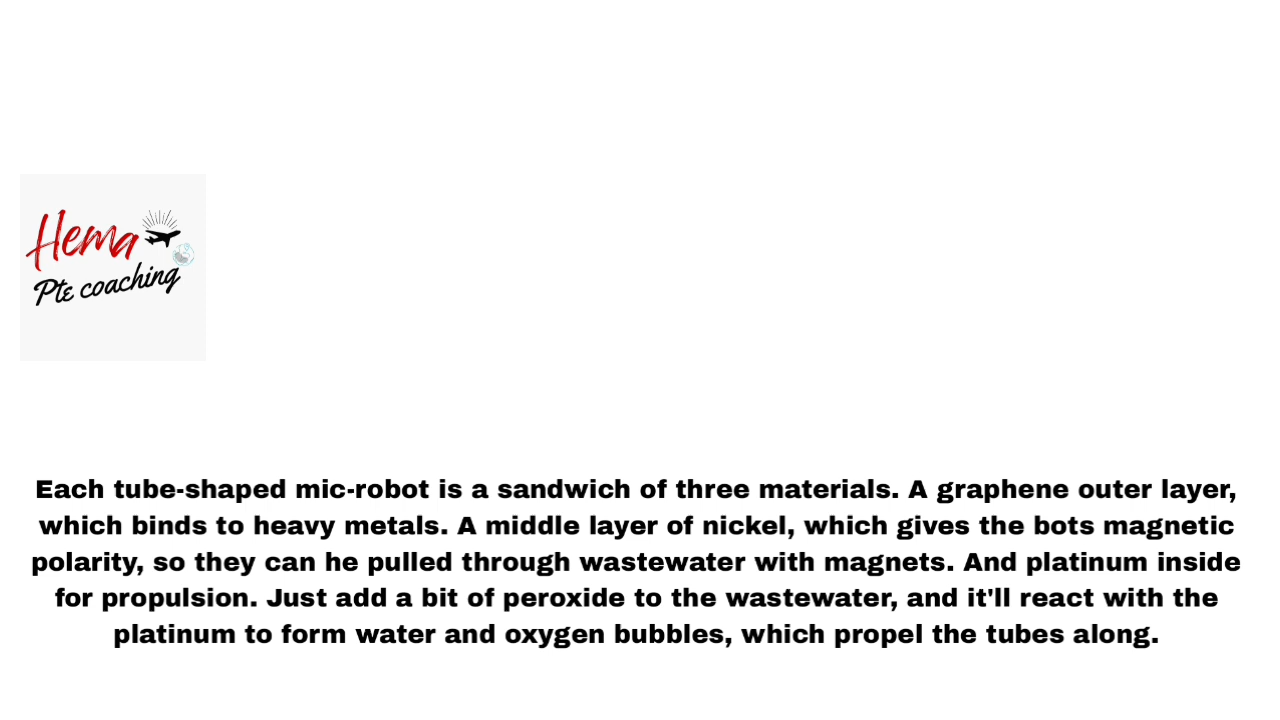 Hema
Pte coaching
Each tube-shaped mic-robot is a sandwich of three materials. A graphene outer layer,
which binds to heavy metals. A middle layer of nickel, which gives the bots magnetic
polarity, so they can he pulled through wastewater with magnets. And platinum inside
for propulsion. Just add a bit of peroxide to the wastewater, and it'll react with the
platinum to form water and oxygen bubbles, which propel the tubes along.